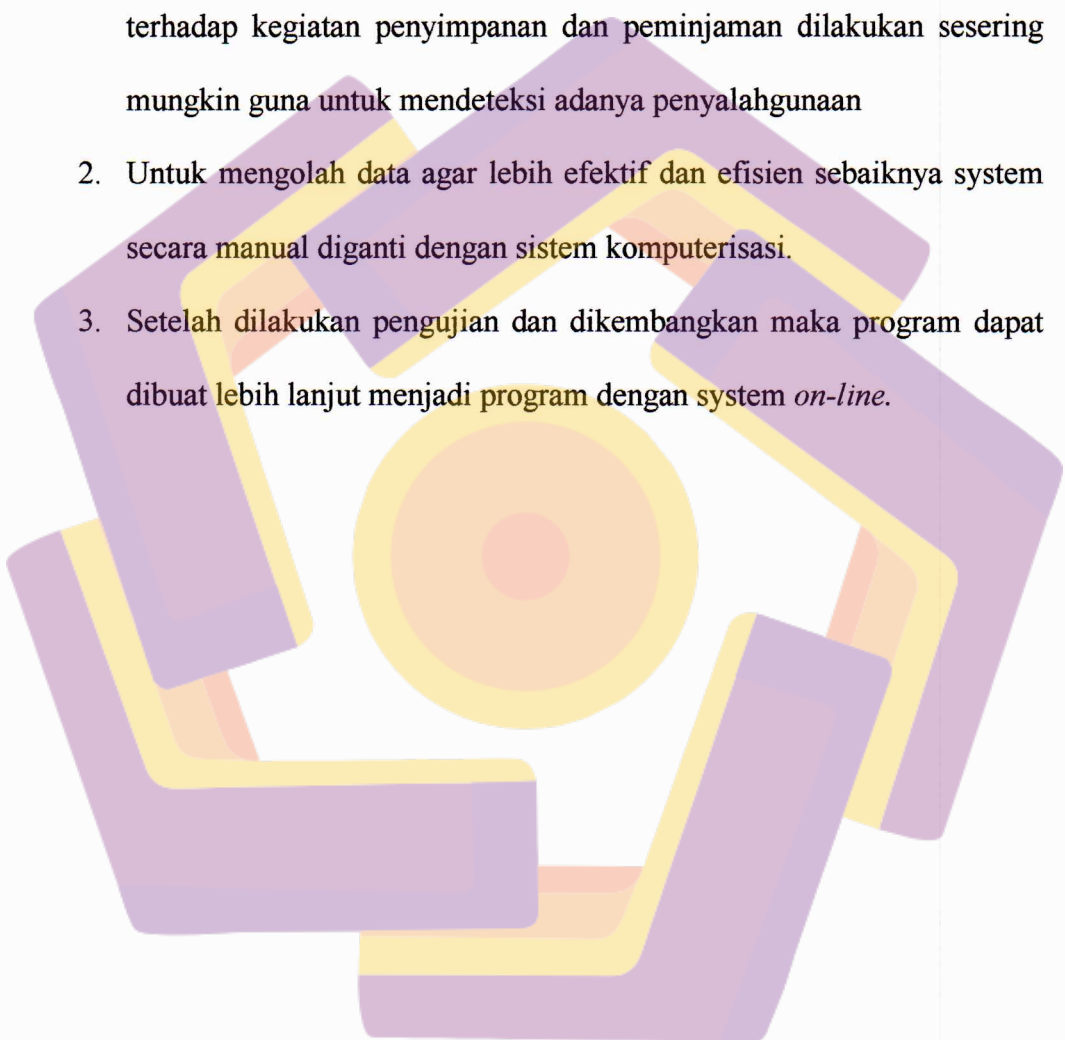 terhadap kegiatan penyimpanan dan peminjaman dilakukan sesering
mungkin guna untuk mendeteksi adanya penyalahgunaan
2. Untuk mengolah data agar lebih efektif dan efisien sebaiknya system
secara manual diganti dengan sistem komputerisasi.
3. Setelah dilakukan pengujian dan dikembangkan maka program dapat
dibuat lebih lanjut menjadi program dengan system on-line.